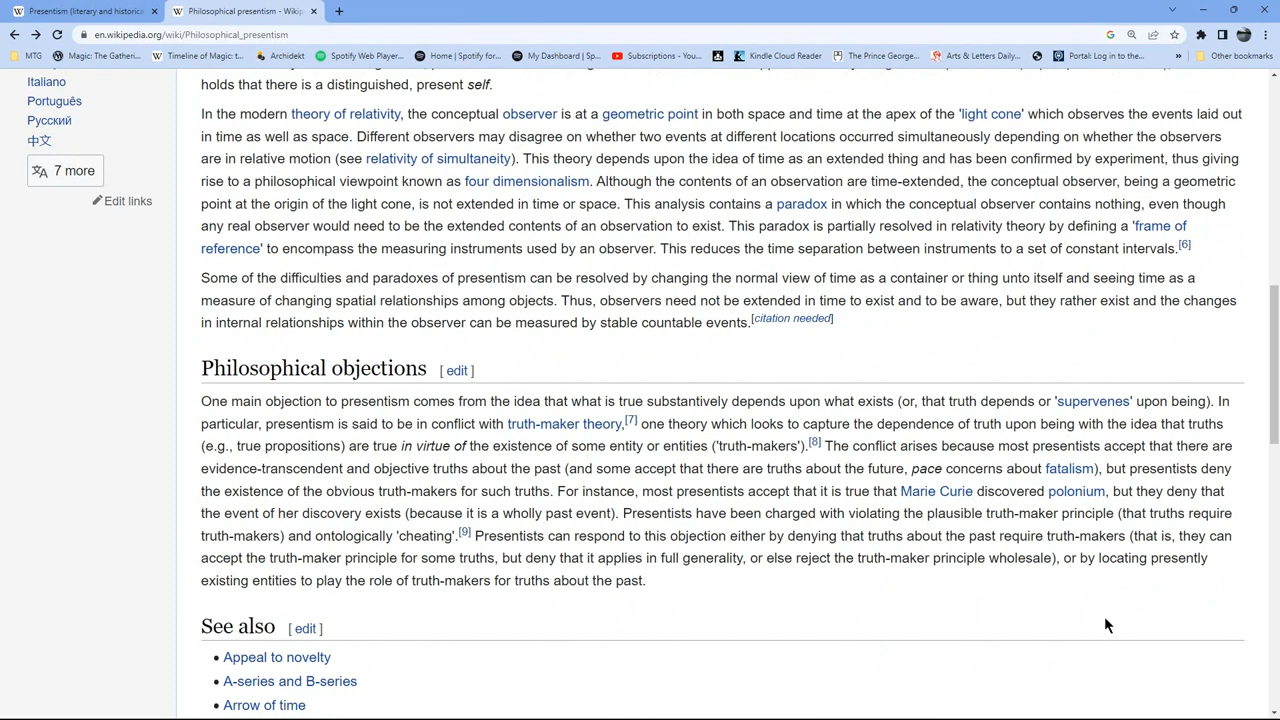 Presentism (literary and historica
Philosophical presentism - Wikip
en.wikipedia.org/wiki/Philosophical_presentism
MTG
Magic: The Gatheri...
Timeline of Magic: t...
Archidekt
Spotify Web Player...
Home | Spotify for...
My Dashboard | Sp...
Subscriptions - You...
Kindle Cloud Reader
The Prince George...
Arts & Letters Daily...
Portal: Log in to the...
»
Other bookmarks
Italiano
Português
Русский
中文
7 more
Edit links
holds that there is a distinguished, present self.
In the modern theory of relativity, the conceptual observer is at a geometric point in both space and time at the apex of the 'light cone' which observes the events laid out
in time as well as space. Different observers may disagree on whether two events at different locations occurred simultaneously depending on whether the observers
are in relative motion (see relativity of simultaneity). This theory depends upon the idea of time as an extended thing and has been confirmed by experiment, thus giving
rise to a philosophical viewpoint known as four dimensionalism. Although the contents of an observation are time-extended, the conceptual observer, being a geometric
point at the origin of the light cone, is not extended in time or space. This analysis contains a paradox in which the conceptual observer contains nothing, even though
any real observer would need to be the extended contents of an observation to exist. This paradox is partially resolved in relativity theory by defining a 'frame of
reference' to encompass the measuring instruments used by an observer. This reduces the time separation between instruments to a set of constant intervals.[6]
Some of the difficulties and paradoxes of presentism can be resolved by changing the normal view of time as a container or thing unto itself and seeing time as a
measure of changing spatial relationships among objects. Thus, observers need not be extended in time to exist and to be aware, but they rather exist and the changes
in internal relationships within the observer can be measured by stable countable events.[citation needed]
Philosophical objections [ edit ]
One main objection to presentism comes from the idea that what is true substantively depends upon what exists (or, that truth depends or 'supervenes' upon being). In
particular, presentism is said to be in conflict with truth-maker theory,[7] one theory which looks to capture the dependence of truth upon being with the idea that truths
(e.g., true propositions) are true in virtue of the existence of some entity or entities ('truth-makers').[8] The conflict arises because most presentists accept that there are
evidence-transcendent and objective truths about the past (and some accept that there are truths about the future, pace concerns about fatalism), but presentists deny
the existence of the obvious truth-makers for such truths. For instance, most presentists accept that it is true that Marie Curie discovered polonium, but they deny that
the event of her discovery exists (because it is a wholly past event). Presentists have been charged with violating the plausible truth-maker principle (that truths require
truth-makers) and ontologically 'cheating'.[9] Presentists can respond to this objection either by denying that truths about the past require truth-makers (that is, they can
accept the truth-maker principle for some truths, but deny that it applies in full generality, or else reject the truth-maker principle wholesale), or by locating presently
existing entities to play the role of truth-makers for truths about the past.
See also [ edit ]
• Appeal to novelty
• A-series and B-series
• Arrow of time